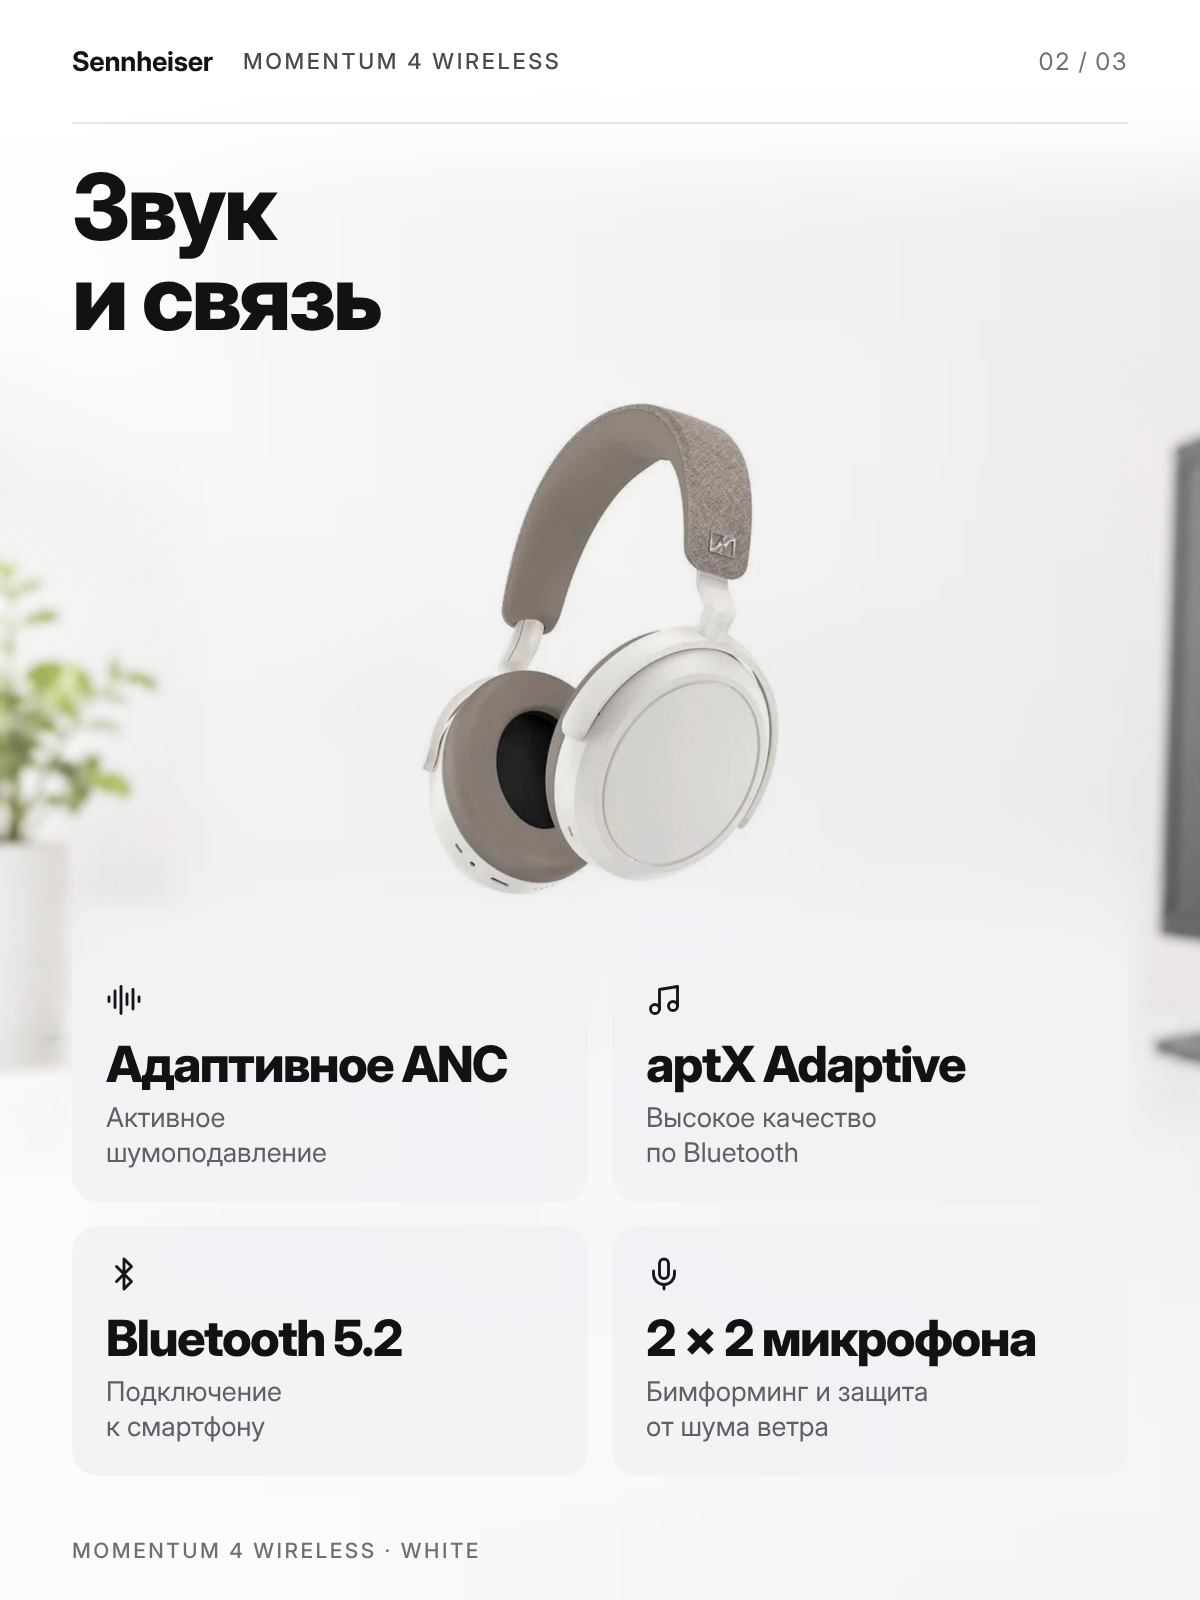 Sennheiser MOMENTUM 4 WIRELESS 02 / 03
Звук
и связь
Адаптивное ANC
Активное
шумоподавление
aptX Adaptive
Высокое качество
по Bluetooth
Bluetooth 5.2
Подключение
к смартфону
2 × 2 микрофона
Бимформинг и защита
от шума ветра
MOMENTUM 4 WIRELESS · WHITE